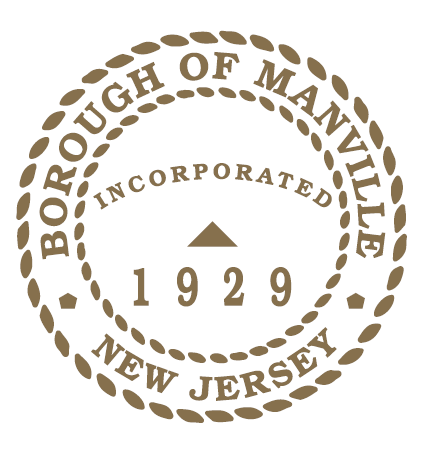 BOROUGH OF MANVILLE
INCORPORATED
1929
NEW JERSEY